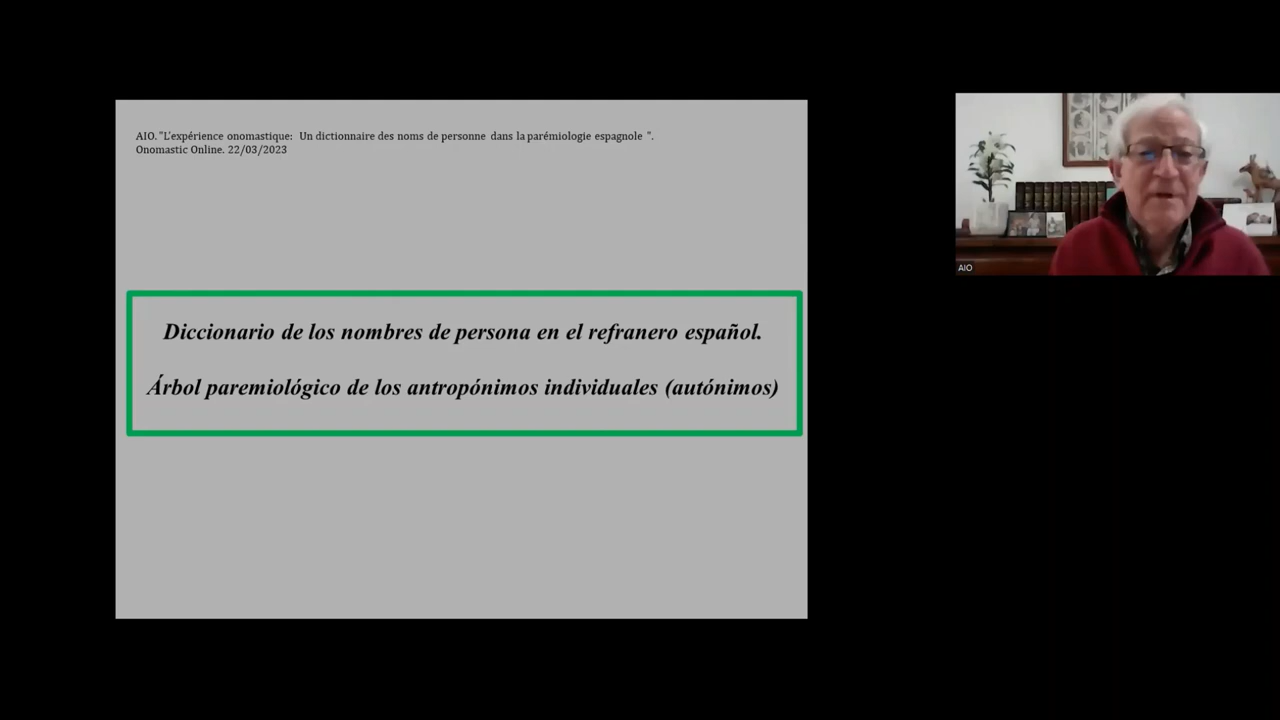 AIO. "L'expérience onomastique: Un dictionnaire des noms de personne dans la parémiologie espagnole ".
Onomastic Online. 22/03/2023
Diccionario de los nombres de persona en el refranero español.
Árbol paremiológico de los antropónimos individuales (autónimos)
AIO